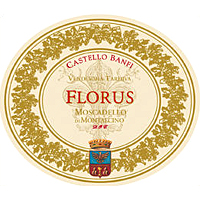 CASTELLO BANFI
VENDEMMIA TARDIVA
FLORUS
MOSCADELLO
DI MONTALCINO